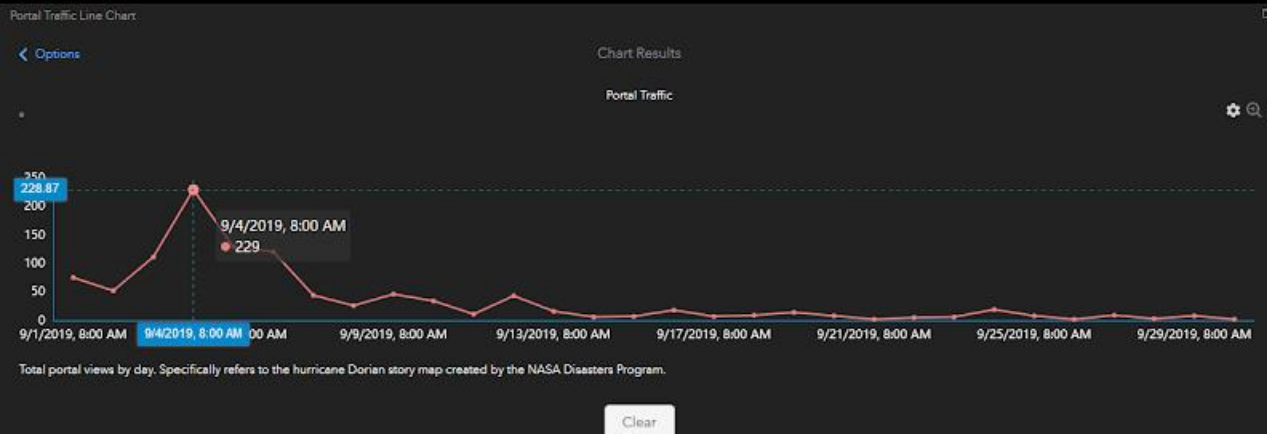 Portal Traffic Line Chart
Options
Chart Results
Portal Traffic
250
228.87
200
150
100
50
0
9/4/2019, 8:00 AM
229
9/1/2019, 8:00 AM 9/4/2019, 8:00 AM 00 AM 9/9/2019, 8:00 AM 9/13/2019, 8:00 AM 9/17/2019, 8:00 AM 9/21/2019, 8:00 AM 9/25/2019, 8:00 AM 9/29/2019, 8:00 AM
Total portal views by day. Specifically refers to the hurricane Dorian story map created by the NASA Disasters Program.
Clear